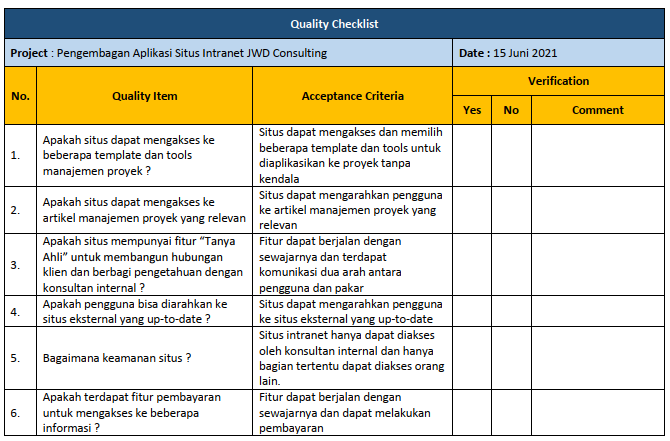 Quality Checklist
Project : Pengembagan Aplikasi Situs Intranet JWD Consulting
Date : 15 Juni 2021
No.
Quality Item
Acceptance Criteria
Verification
Yes
No
Comment
1.
Apakah situs dapat mengakses ke
beberapa template dan tools
manajemen proyek ?
Situs dapat mengakses dan memilih
beberapa template dan tools untuk
diaplikasikan ke proyek tanpa
kendala
2.
Apakah situs dapat mengakses ke
artikel manajemen proyek yang relevan
Situs dapat mengarahkan pengguna
ke artikel manajemen proyek yang
relevan
3.
Apakah situs mempunyai fitur “Tanya
Ahli” untuk membangun hubungan
klien dan berbagi pengetahuan dengan
konsultan internal ?
Fitur dapat berjalan dengan
sewajarnya dan terdapat
komunikasi dua arah antara
pengguna dan pakar
4.
Apakah pengguna bisa diarahkan ke
situs eksternal yang up-to-date ?
Situs dapat mengarahkan pengguna
ke situs eksternal yang up-to-date
5.
Bagaimana keamanan situs ?
Situs intranet hanya dapat diakses
oleh konsultan internal dan hanya
bagian tertentu dapat diakses orang
lain.
6.
Apakah terdapat fitur pembayaran
untuk mengakses ke beberapa
informasi ?
Fitur dapat berjalan dengan
sewajarnya dan dapat melakukan
pembayaran